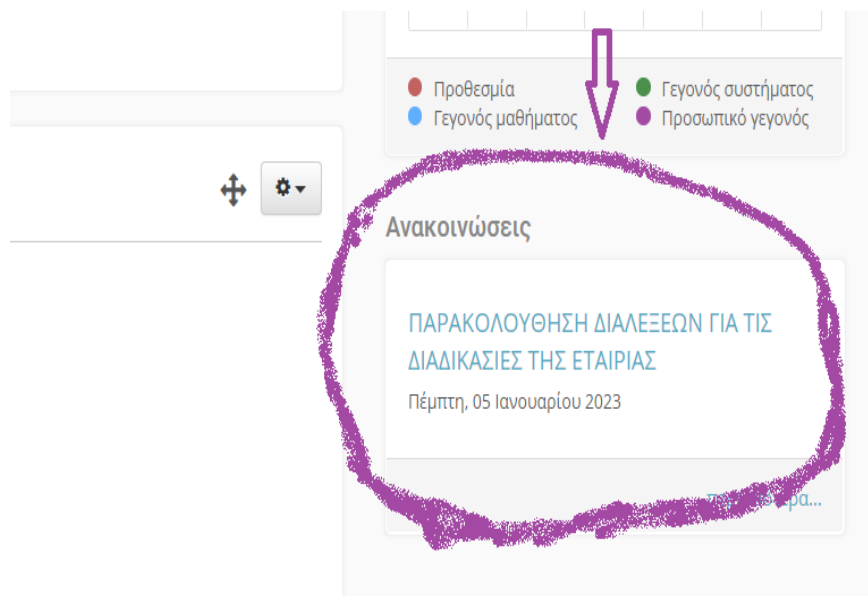 Προθεσμία
Γεγονός συστήματος
Γεγονός μαθήματος
Προσωπικό γεγονός
Ανακοινώσεις
ΠΑΡΑΚΟΛΟΥΘΗΣΗ ΔΙΑΛΕΞΕΩΝ ΓΙΑ ΤΙΣ
ΔΙΑΔΙΚΑΣΙΕΣ ΤΗΣ ΕΤΑΙΡΙΑΣ
Πέμπτη, 05 Ιανουαρίου 2023